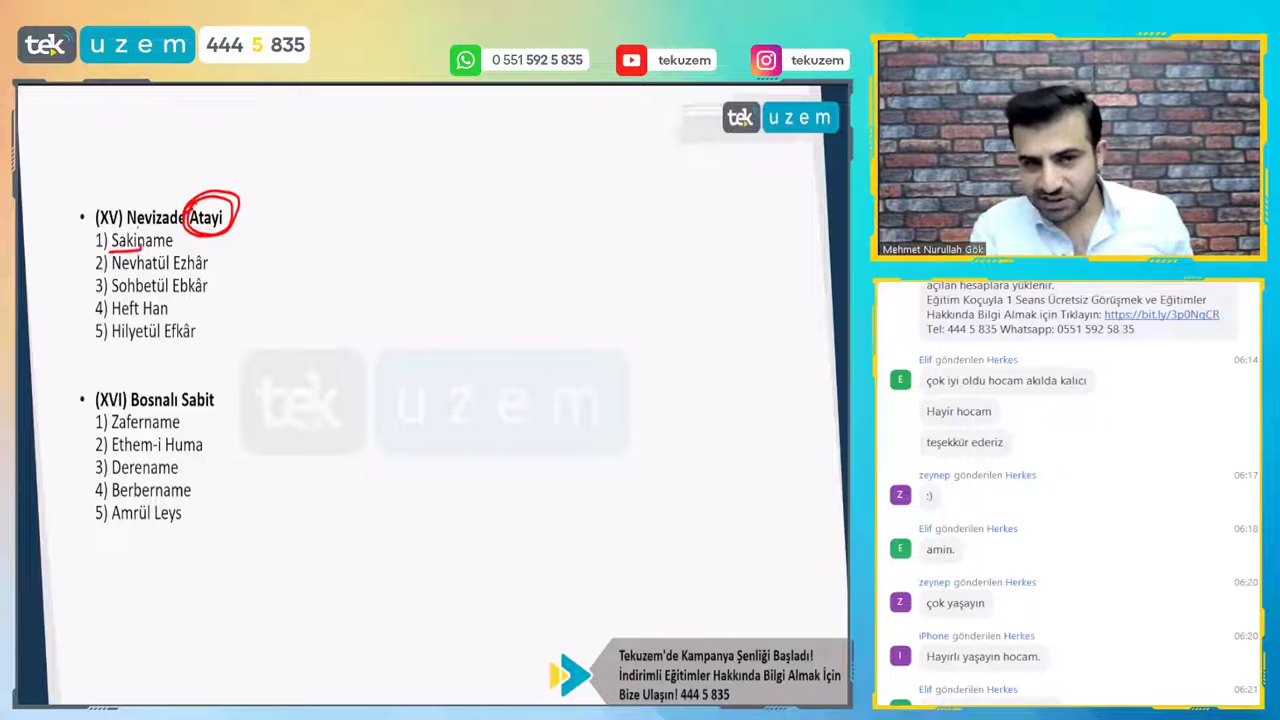 tek uzem 444 5 835
0 551 592 5 835
tekuzem
tekuzem
tek uzem
• (XV) Nevizade Atayi
1) Sakiname
2) Nevhatül Ezhâr
3) Sohbetül Ebkâr
4) Heft Han
5) Hilyetül Efkâr
• (XVI) Bosnalı Sabit
1) Zafername
2) Ethem-i Huma
3) Derename
4) Berbername
5) Amrül Leys
tek uzem
Tekuzem'de Kampanya Şenliği Başladı!
İndirimli Eğitimler Hakkında Bilgi Almak İçin
Bize Ulaşın! 444 5 835
Mehmet Nurullah Gök
açılan hesaplara yüklenir.
Eğitim Koçuyla 1 Seans Ücretsiz Görüşmek ve Eğitimler
Hakkında Bilgi Almak için Tıklayın: https://bit.ly/3p0NqCR
Tel: 444 5 835 Whatsapp: 0551 592 58 35
Elif gönderilen Herkes 06:14
E çok iyi oldu hocam akılda kalıcı
Hayir hocam
teşekkür ederiz
zeynep gönderilen Herkes 06:17
Z :)
Elif gönderilen Herkes 06:18
E amin.
zeynep gönderilen Herkes 06:20
Z çok yaşayın
iPhone gönderilen Herkes 06:20
I Hayırlı yaşayın hocam.
Elif gönderilen Herkes 06:21